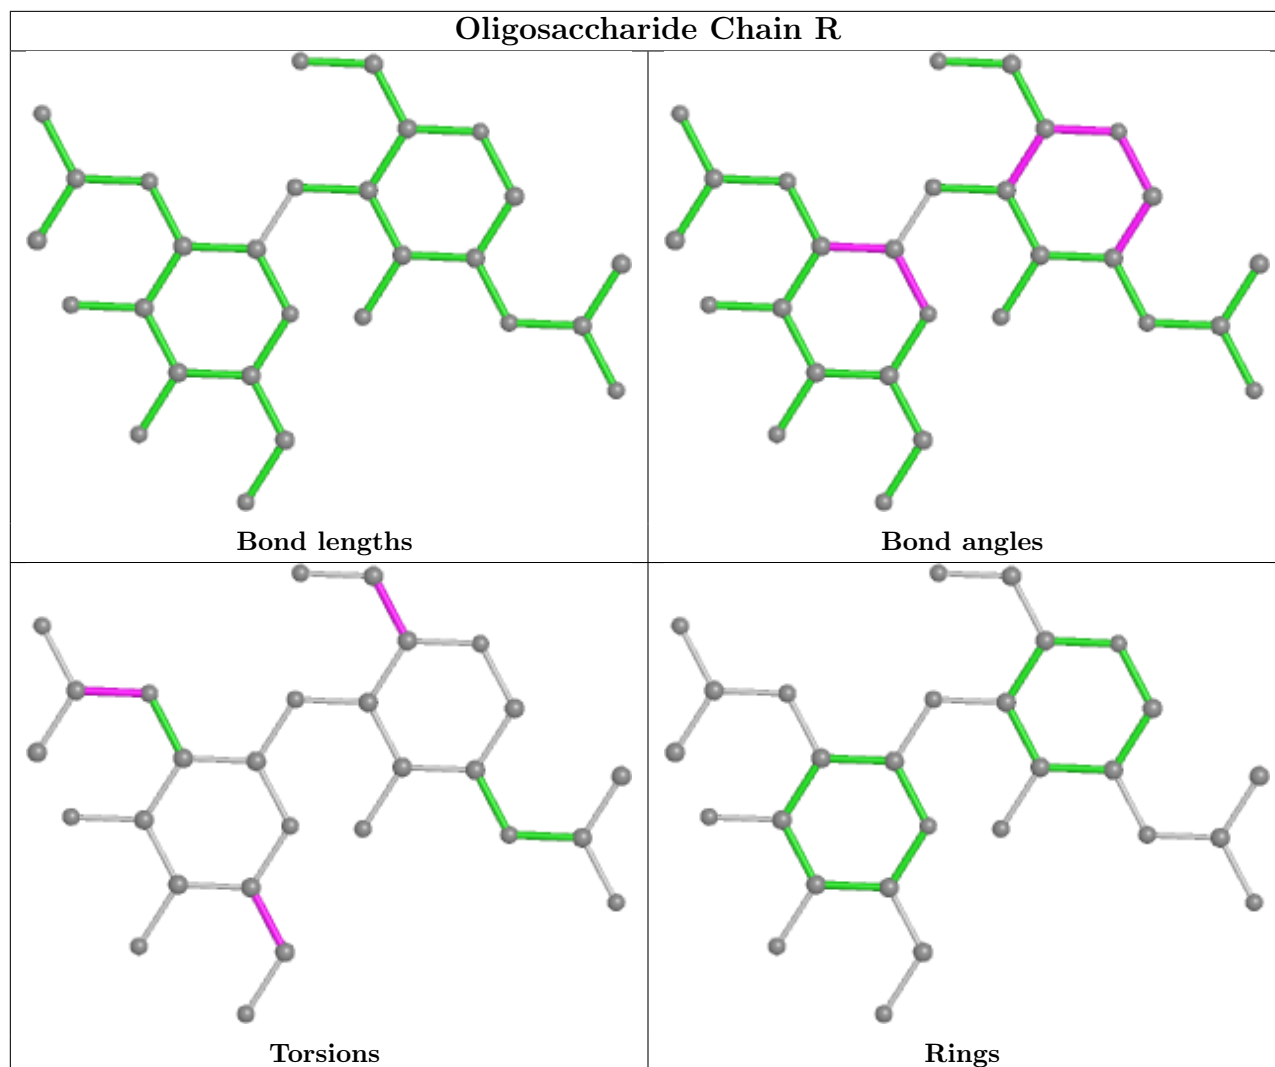 Oligosaccharide Chain R
Bond lengths
Bond angles
Torsions
Rings